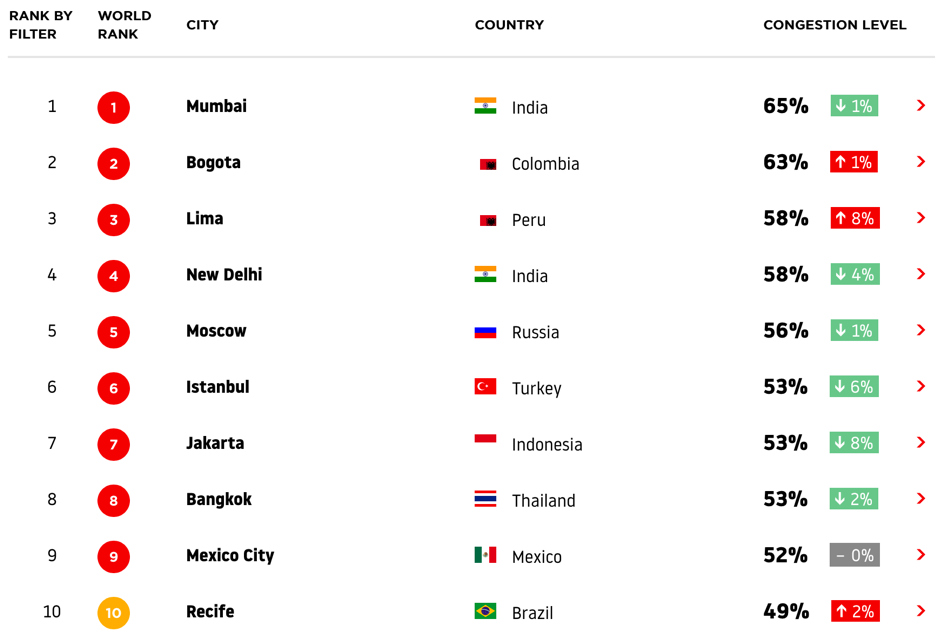 RANK BY FILTER WORLD RANK CITY COUNTRY CONGESTION LEVEL
1 1 Mumbai India 65% ↓ 1%
2 2 Bogota Colombia 63% ↑ 1%
3 3 Lima Peru 58% ↑ 8%
4 4 New Delhi India 58% ↓ 4%
5 5 Moscow Russia 56% ↓ 1%
6 6 Istanbul Turkey 53% ↓ 6%
7 7 Jakarta Indonesia 53% ↓ 8%
8 8 Bangkok Thailand 53% ↓ 2%
9 9 Mexico City Mexico 52% – 0%
10 10 Recife Brazil 49% ↑ 2%